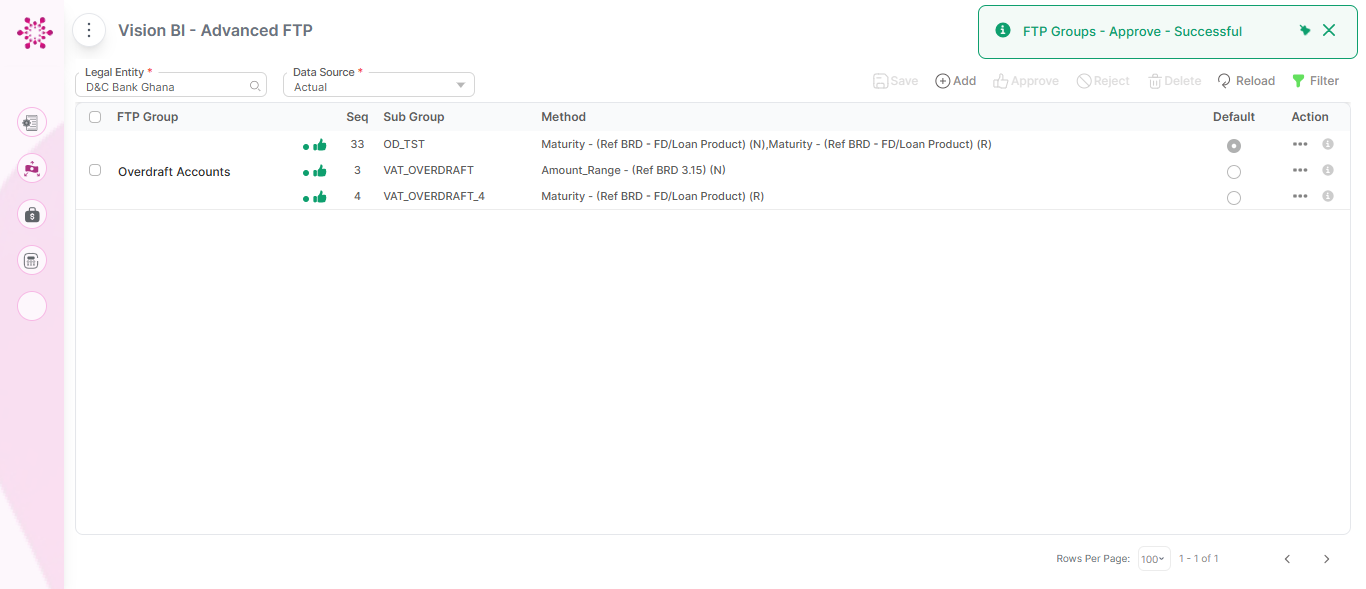 Vision BI - Advanced FTP
FTP Groups - Approve - Successful
Legal Entity *
D&C Bank Ghana
Data Source *
Actual
Save Add Approve Reject Delete Reload Filter
FTP Group Seq Sub Group Method Default Action
33 OD_TST Maturity - (Ref BRD - FD/Loan Product) (N),Maturity - (Ref BRD - FD/Loan Product) (R)
Overdraft Accounts 3 VAT_OVERDRAFT Amount_Range - (Ref BRD 3.15) (N)
4 VAT_OVERDRAFT_4 Maturity - (Ref BRD - FD/Loan Product) (R)
Rows Per Page: 100 1 - 1 of 1